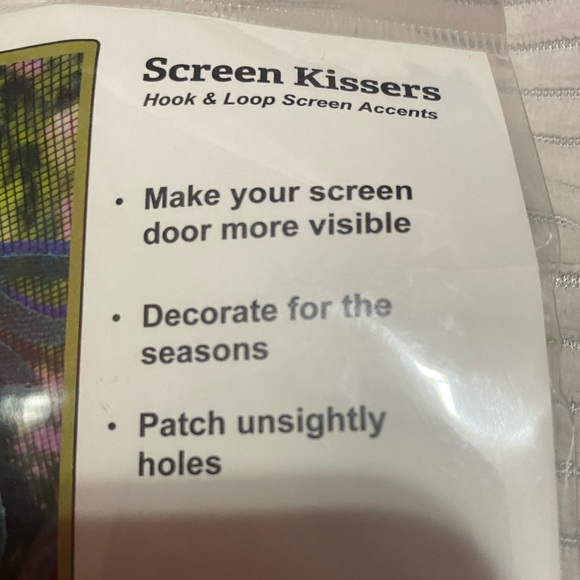 Screen Kissers
Hook & Loop Screen Accents
• Make your screen
door more visible
• Decorate for the
seasons
• Patch unsightly
holes